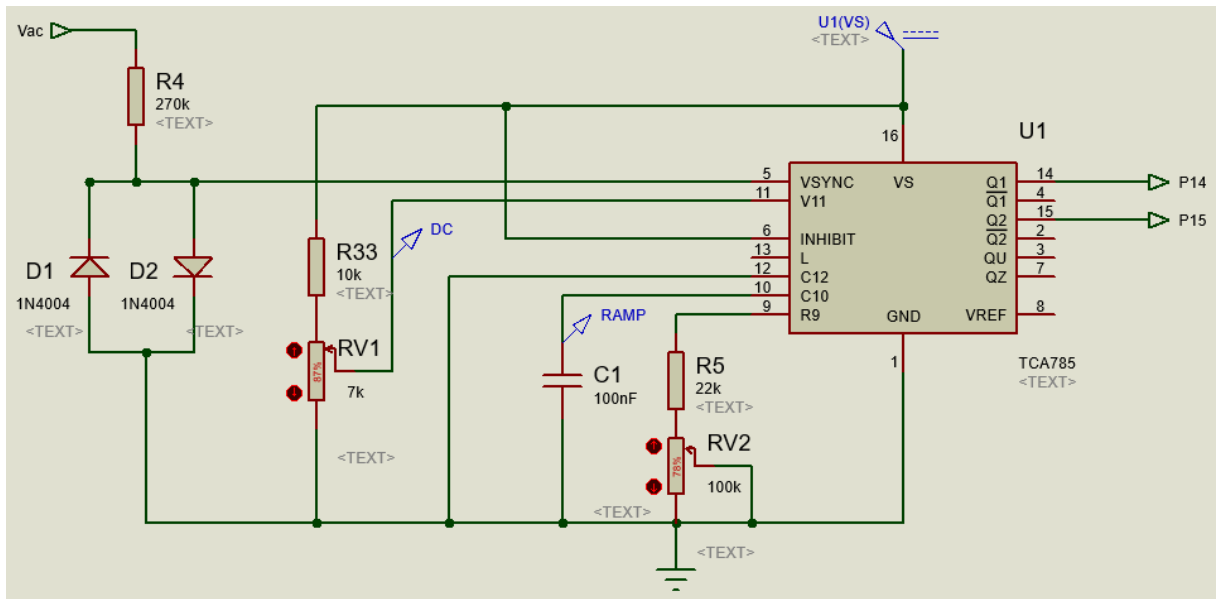 Vac
R4
270k
<TEXT>
D1
1N4004
<TEXT>
D2
1N4004
<TEXT>
R33
10k
<TEXT>
DC
RV1
87%
7k
<TEXT>
RAMP
C1
100nF
R5
22k
<TEXT>
RV2
78%
100k
<TEXT>
<TEXT>
U1(VS)
<TEXT>
U1
16
5 VSYNC VS Q1 14 P14
11 V11 Q1 4
Q2 15 P15
6 INHIBIT Q2 2
13 L QU 3
12 C12 QZ 7
10 C10
9 R9 GND VREF 8
1
TCA785
<TEXT>